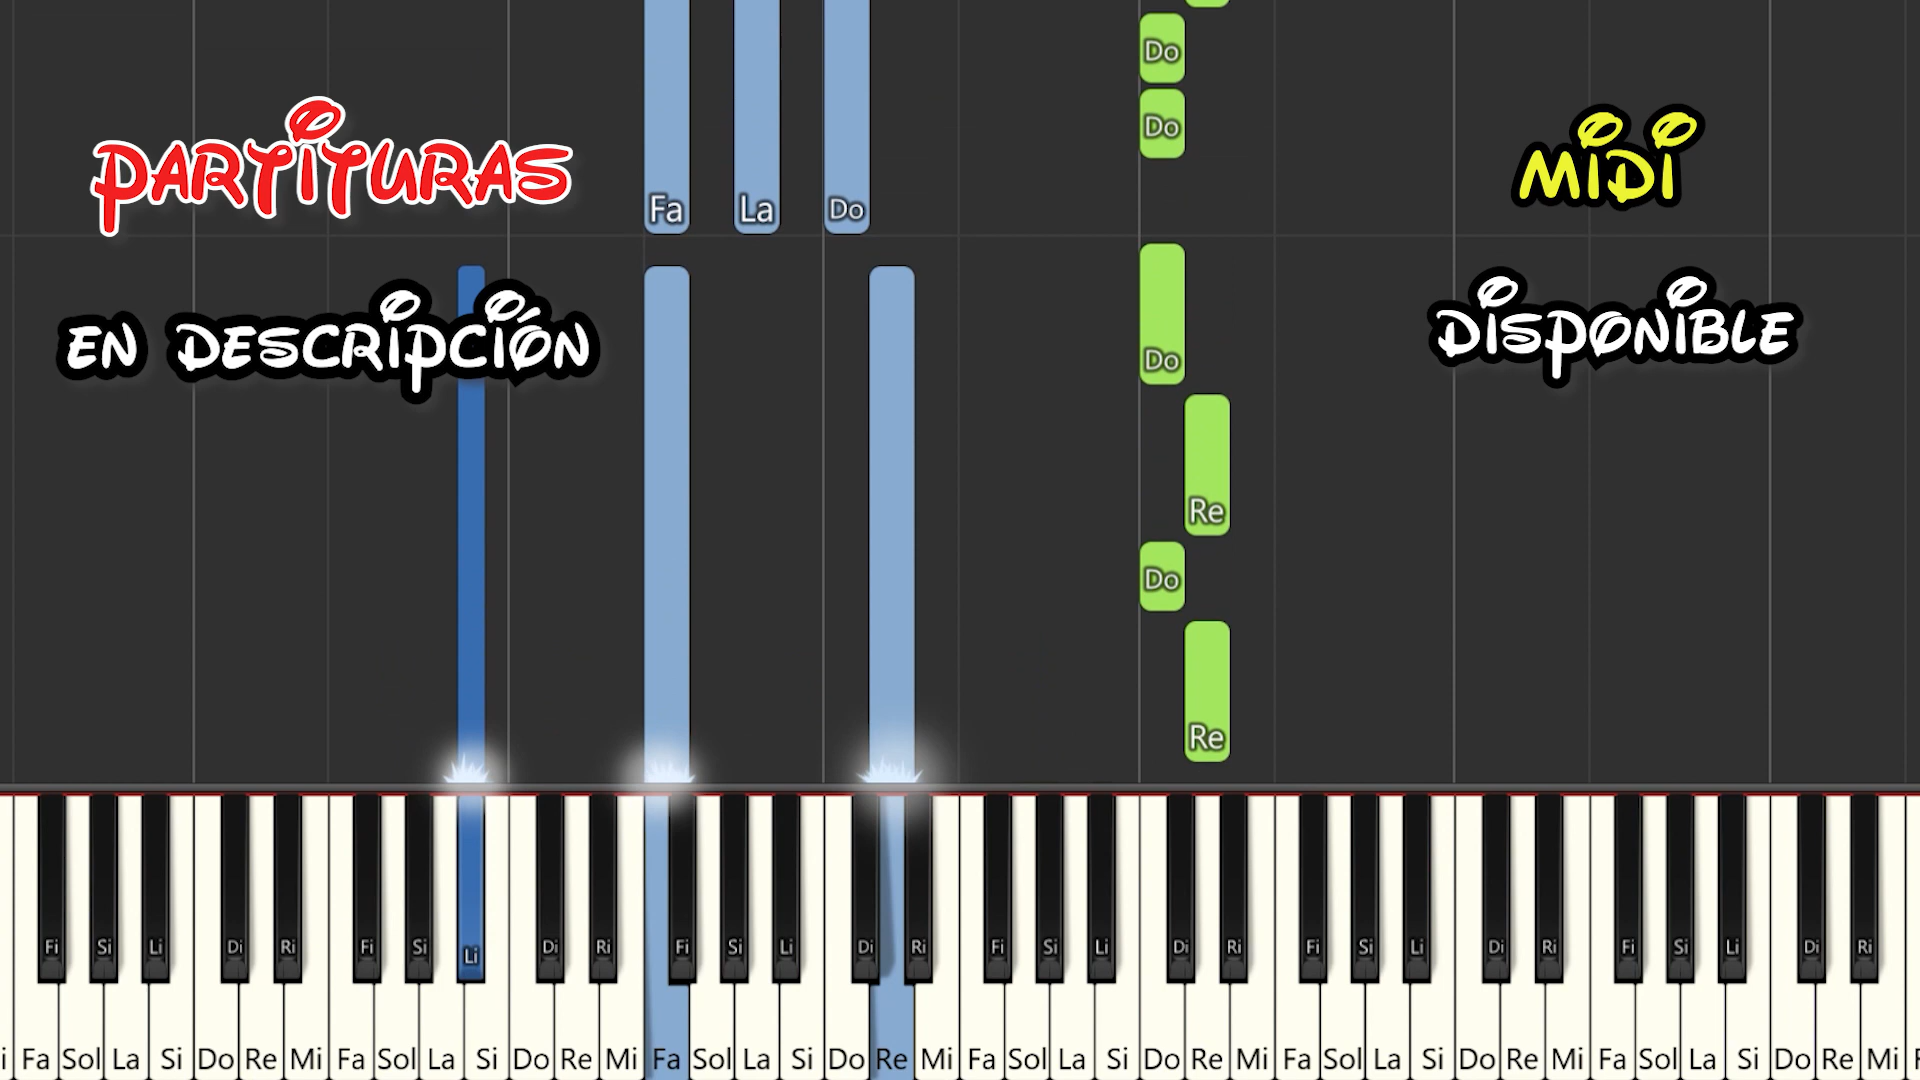 Do
Do
PARTITURAS
MIDI
Fa La Do
EN DESCRIPCIÓN
DISPONIBLE
Do
Re
Do
Re
Fi Si Li Di Ri Fi Si Li Di Ri Fi Si Li Di Ri Fi Si Li Di Ri Fi Si Li Di Ri Fi Si Li Di Ri
i Fa Sol La Si Do Re Mi Fa Sol La Si Do Re Mi Fa Sol La Si Do Re Mi Fa Sol La Si Do Re Mi Fa Sol La Si Do Re Mi Fa Sol La Si Do Re Mi F